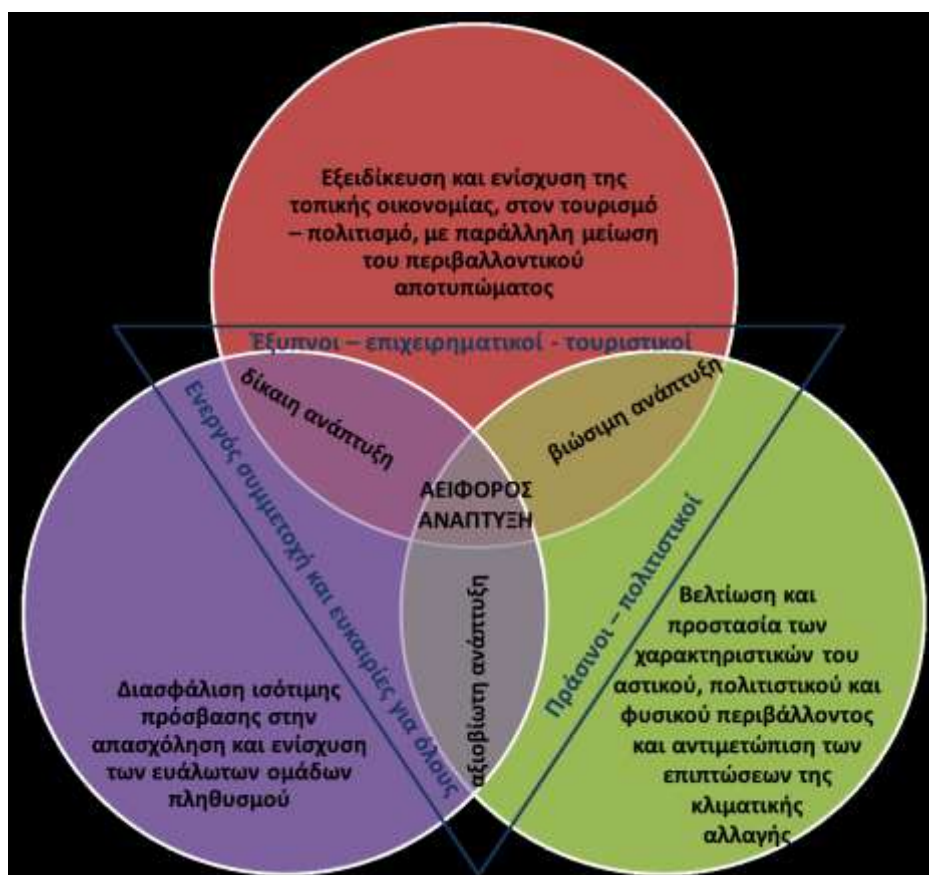 Εξειδίκευση και ενίσχυση της
τοπικής οικονομίας, στον τουρισμό
– πολιτισμό, με παράλληλη μείωση
του περιβαλλοντικού
αποτυπώματος
Έξυπνοι – επιχειρηματικοί - τουριστικοί
δίκαιη ανάπτυξη
βιώσιμη ανάπτυξη
ΑΕΙΦΟΡΟΣ
ΑΝΑΠΤΥΞΗ
αξιοβίωτη ανάπτυξη
Ενεργός συμμετοχή και ευκαιρίες για όλους
Πράσινοι – πολιτιστικοί
Διασφάλιση ισότιμης
πρόσβασης στην
απασχόληση και ενίσχυση
των ευάλωτων ομάδων
πληθυσμού
Βελτίωση και
προστασία των
χαρακτηριστικών του
αστικού, πολιτιστικού και
φυσικού περιβάλλοντος
και αντιμετώπιση των
επιπτώσεων της
κλιματικής
αλλαγής